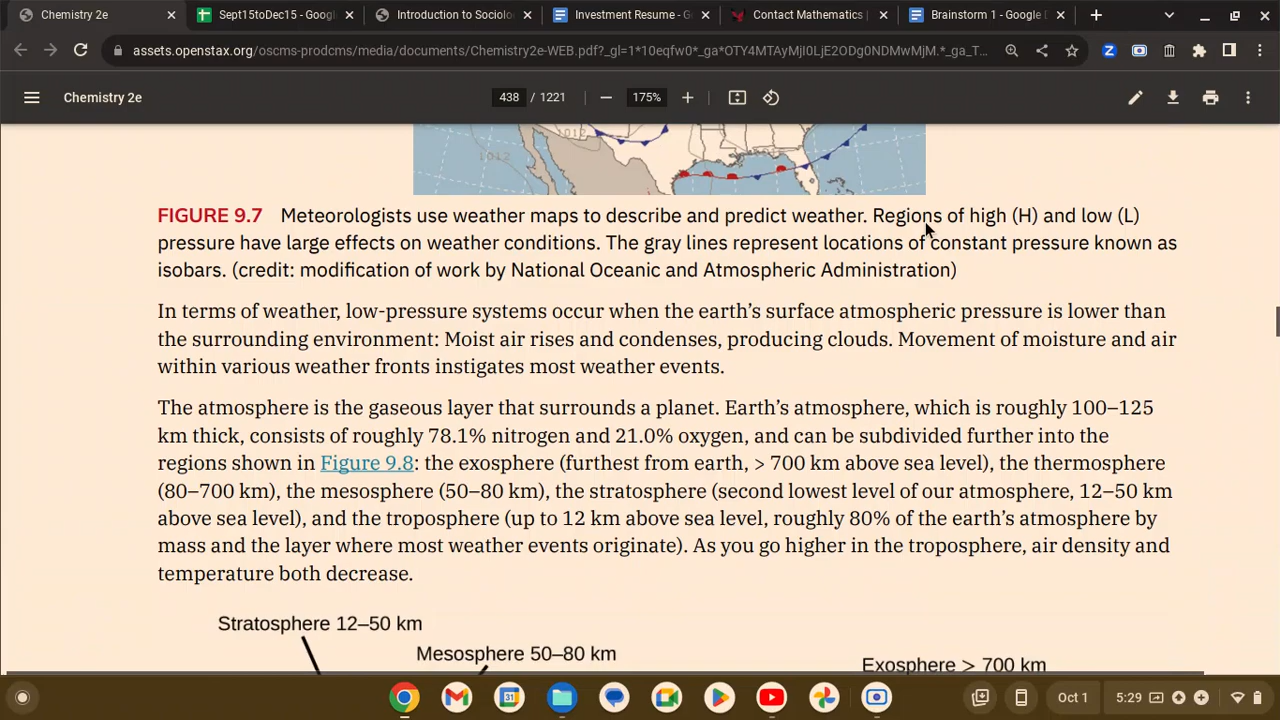 Chemistry 2e
Sept15toDec15 - Googl
Introduction to Sociolo
Investment Resume - G
Contact Mathematics
Brainstorm 1 - Google D
assets.openstax.org/oscms-prodcms/media/documents/Chemistry2e-WEB.pdf?_gl=1*10eqfw0*_ga*OTY4MTAyMjI0LjE2ODg0NDMwMjM.*_ga_T...
Chemistry 2e
438 / 1221
175%
1012
1012
FIGURE 9.7 Meteorologists use weather maps to describe and predict weather. Regions of high (H) and low (L)
pressure have large effects on weather conditions. The gray lines represent locations of constant pressure known as
isobars. (credit: modification of work by National Oceanic and Atmospheric Administration)
In terms of weather, low-pressure systems occur when the earth’s surface atmospheric pressure is lower than
the surrounding environment: Moist air rises and condenses, producing clouds. Movement of moisture and air
within various weather fronts instigates most weather events.
The atmosphere is the gaseous layer that surrounds a planet. Earth’s atmosphere, which is roughly 100–125
km thick, consists of roughly 78.1% nitrogen and 21.0% oxygen, and can be subdivided further into the
regions shown in Figure 9.8: the exosphere (furthest from earth, > 700 km above sea level), the thermosphere
(80–700 km), the mesosphere (50–80 km), the stratosphere (second lowest level of our atmosphere, 12–50 km
above sea level), and the troposphere (up to 12 km above sea level, roughly 80% of the earth’s atmosphere by
mass and the layer where most weather events originate). As you go higher in the troposphere, air density and
temperature both decrease.
Stratosphere 12–50 km
Mesosphere 50–80 km
Exosphere > 700 km
Oct 1
5:29